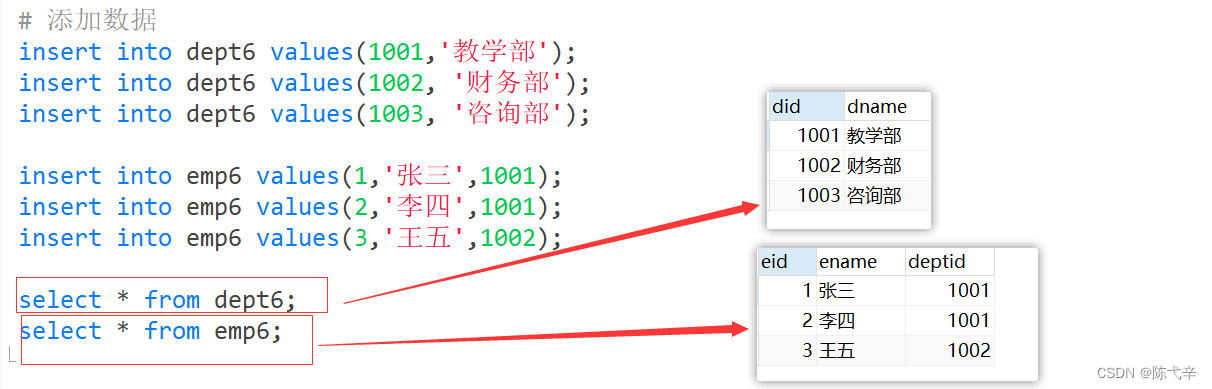 # 添加数据
insert into dept6 values(1001,'教学部');
insert into dept6 values(1002, '财务部');
insert into dept6 values(1003, '咨询部');
insert into emp6 values(1,'张三',1001);
insert into emp6 values(2,'李四',1001);
insert into emp6 values(3,'王五',1002);
select * from dept6;
select * from emp6;
did dname
1001 教学部
1002 财务部
1003 咨询部
eid ename deptid
1 张三 1001
2 李四 1001
3 王五 1002
CSDN @陈弋辛